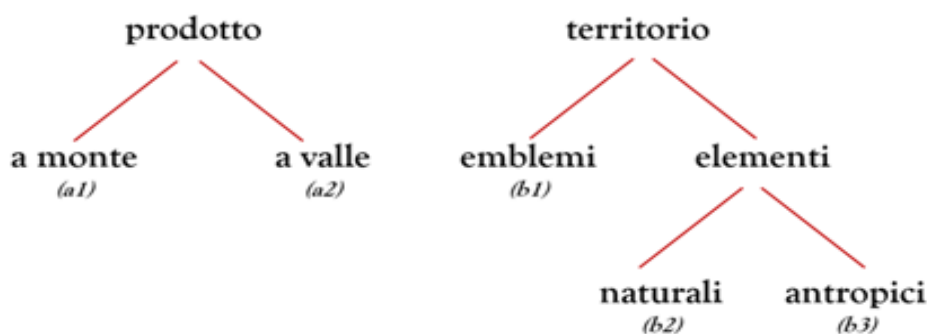 prodotto territorio
a monte a valle emblemi elementi
(a1) (a2) (b1)
naturali antropici
(b2) (b3)